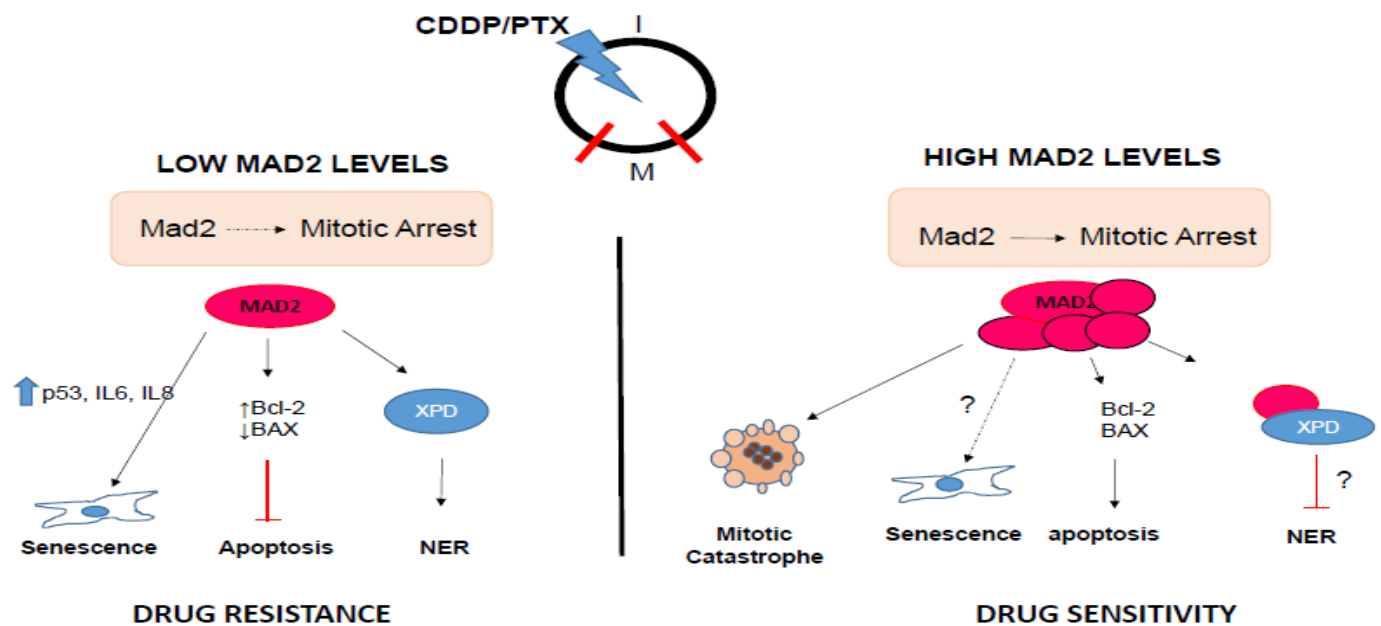 CDDP/PTX
I
M
LOW MAD2 LEVELS
Mad2 Mitotic Arrest
MAD2
p53, IL6, IL8
↑Bcl-2
↓BAX
XPD
Senescence
Apoptosis
NER
DRUG RESISTANCE
HIGH MAD2 LEVELS
Mad2 Mitotic Arrest
MAD2
?
Bcl-2
BAX
XPD
?
Mitotic
Catastrophe
Senescence
apoptosis
NER
DRUG SENSITIVITY